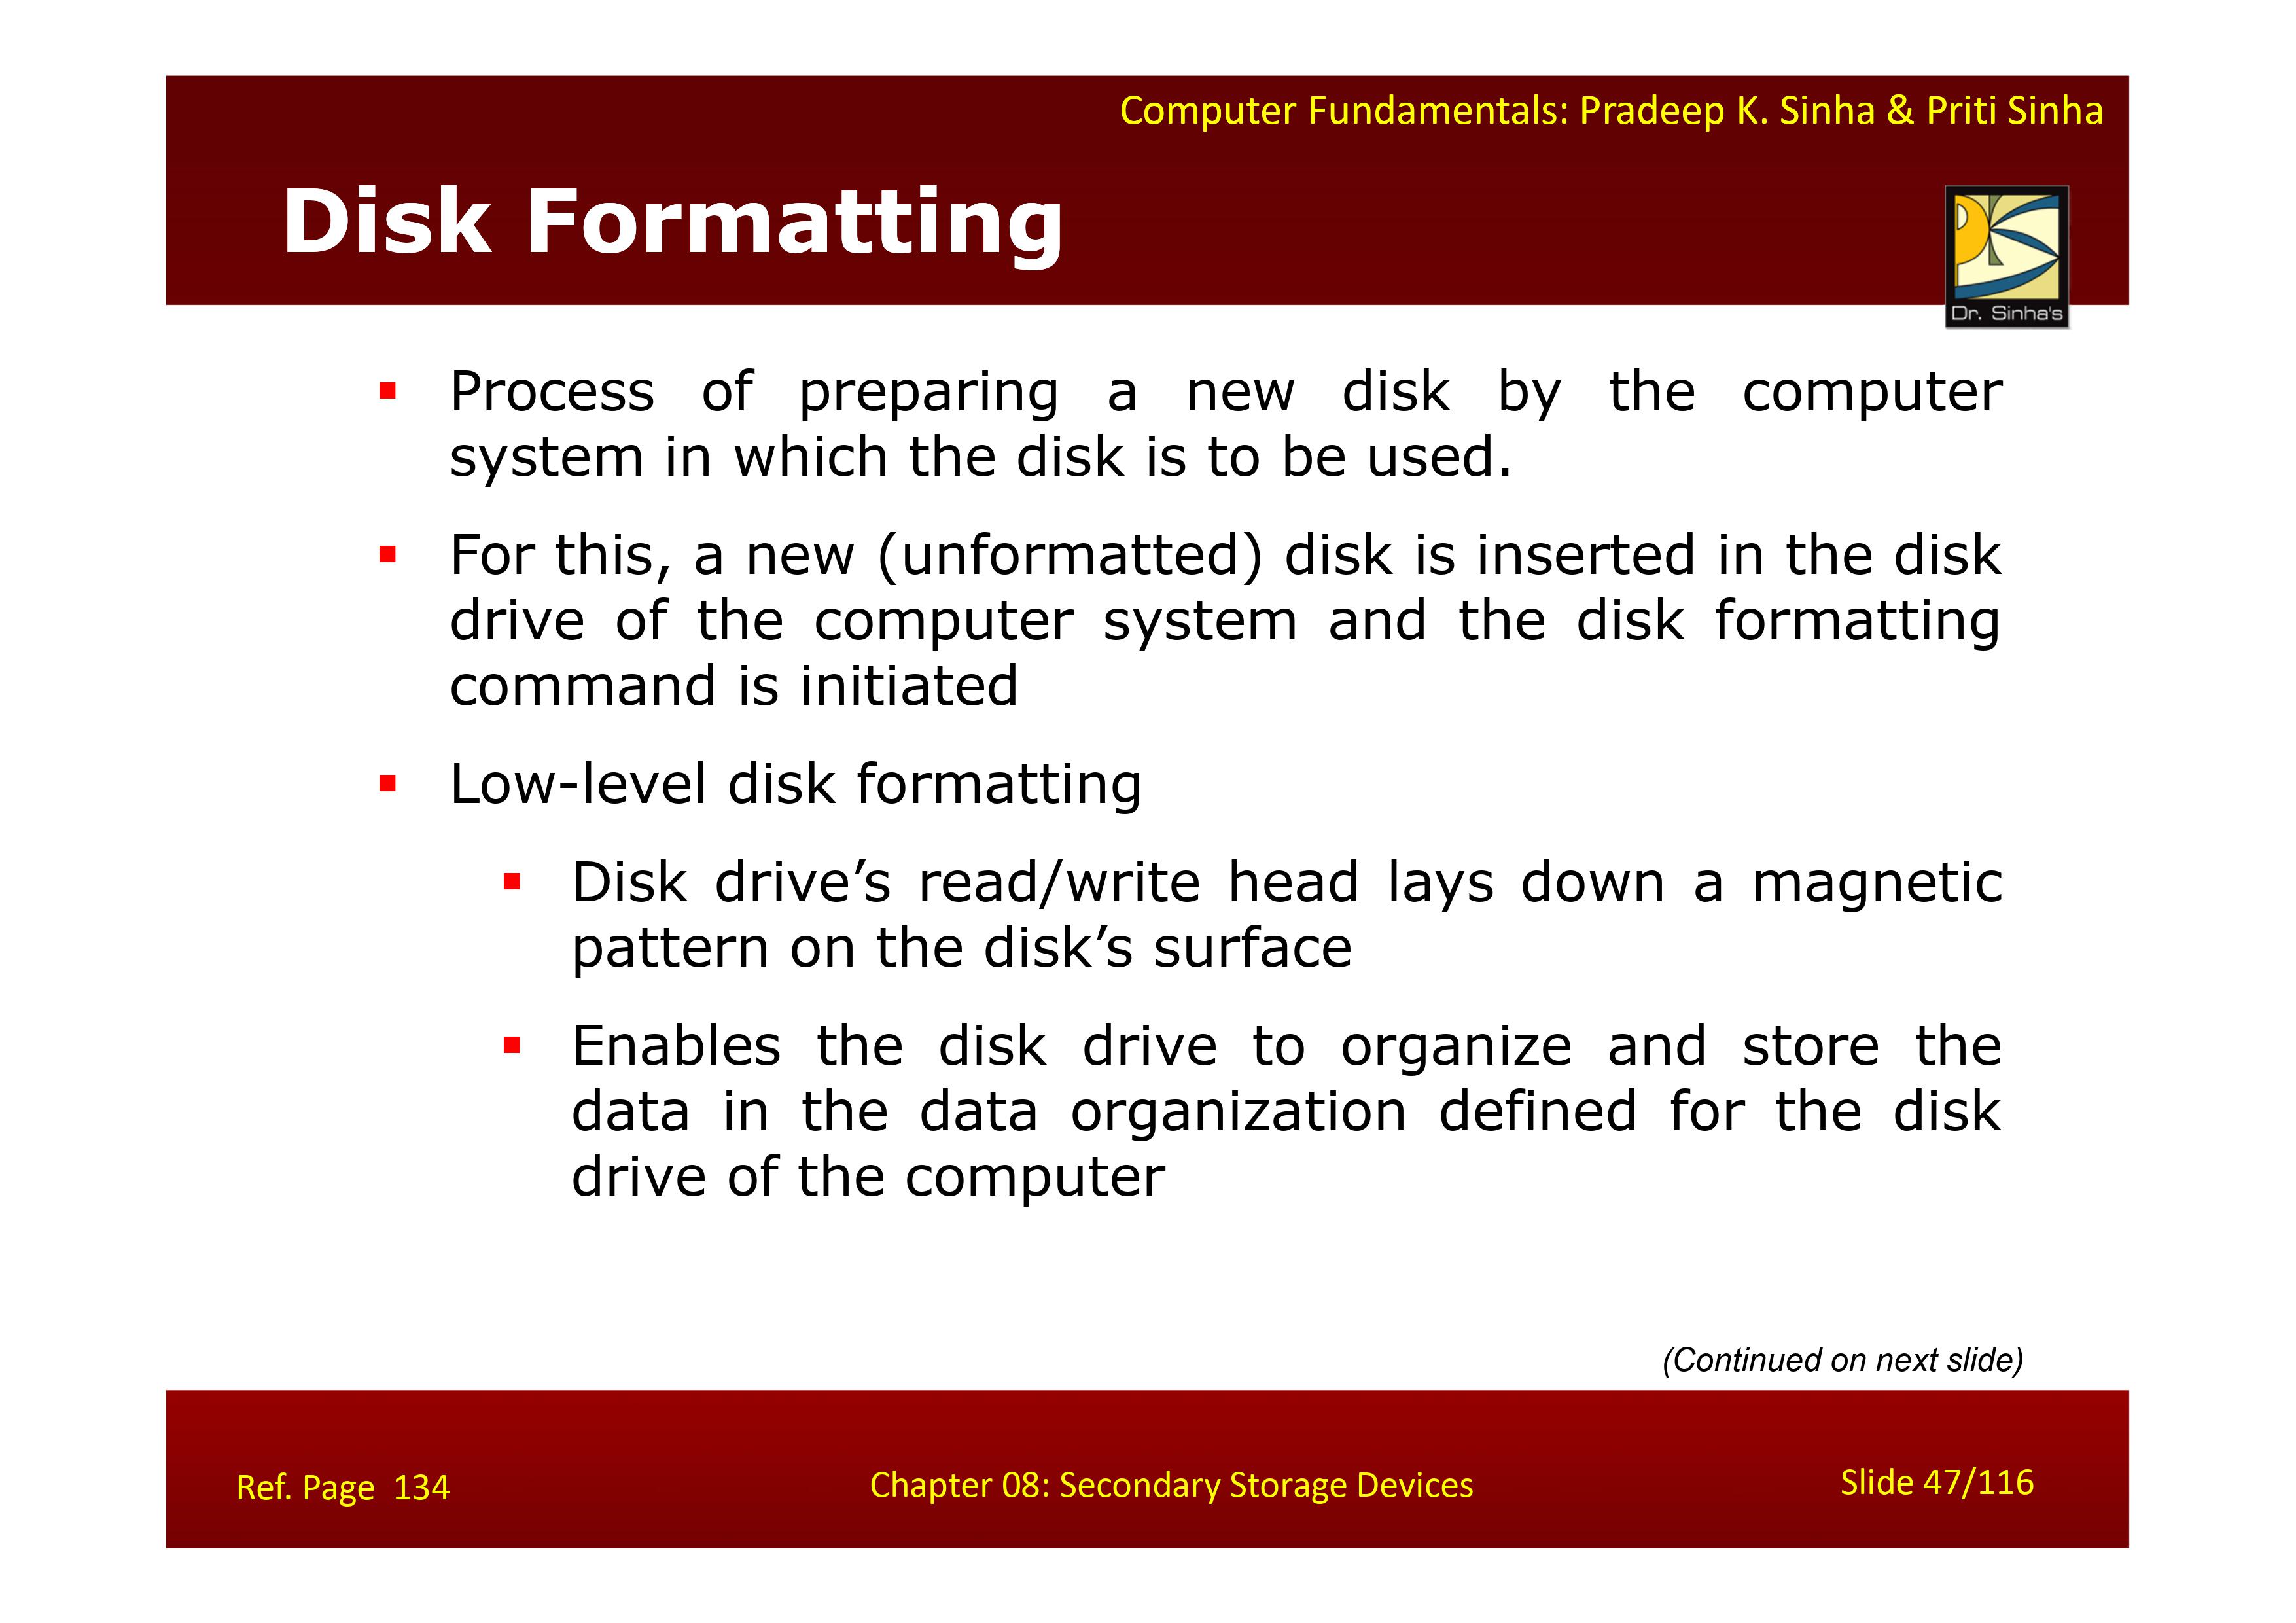 Computer Fundamentals: Pradeep K. Sinha & Priti Sinha
Disk Formatting
Dr. Sinha's
Process of preparing a new disk by the computer
system in which the disk is to be used.
For this, a new (unformatted) disk is inserted in the disk
drive of the computer system and the disk formatting
command is initiated
Low-level disk formatting
Disk drive’s read/write head lays down a magnetic
pattern on the disk’s surface
Enables the disk drive to organize and store the
data in the data organization defined for the disk
drive of the computer
(Continued on next slide)
Ref. Page 134
Chapter 08: Secondary Storage Devices
Slide 47/116